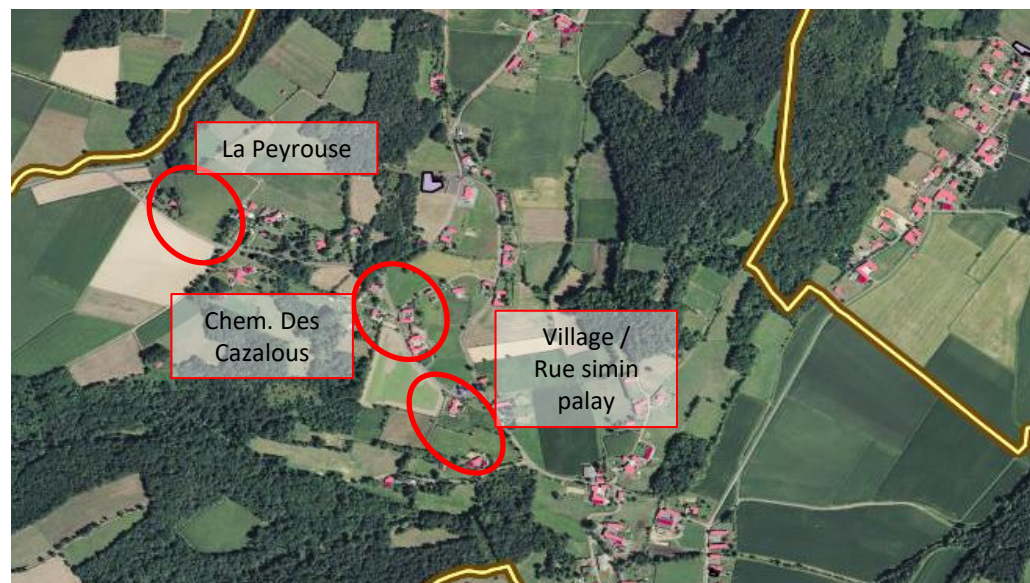 La Peyrouse
Chem. Des
Cazalous
Village /
Rue simin
palay